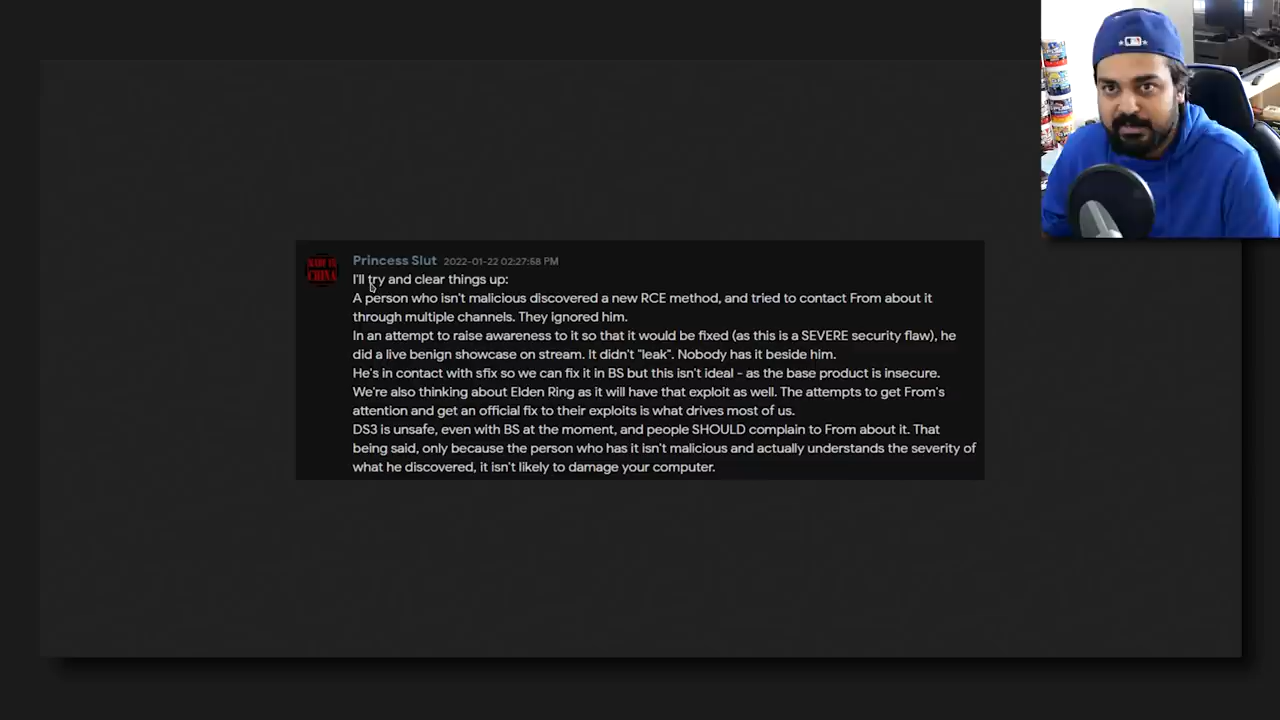 MADE IN
CHINA
Princess Slut 2022-01-22 02:27:58 PM
I'll try and clear things up:
A person who isn't malicious discovered a new RCE method, and tried to contact From about it
through multiple channels. They ignored him.
In an attempt to raise awareness to it so that it would be fixed (as this is a SEVERE security flaw), he
did a live benign showcase on stream. It didn't "leak". Nobody has it beside him.
He's in contact with sfix so we can fix it in BS but this isn't ideal - as the base product is insecure.
We're also thinking about Elden Ring as it will have that exploit as well. The attempts to get From's
attention and get an official fix to their exploits is what drives most of us.
DS3 is unsafe, even with BS at the moment, and people SHOULD complain to From about it. That
being said, only because the person who has it isn't malicious and actually understands the severity of
what he discovered, it isn't likely to damage your computer.